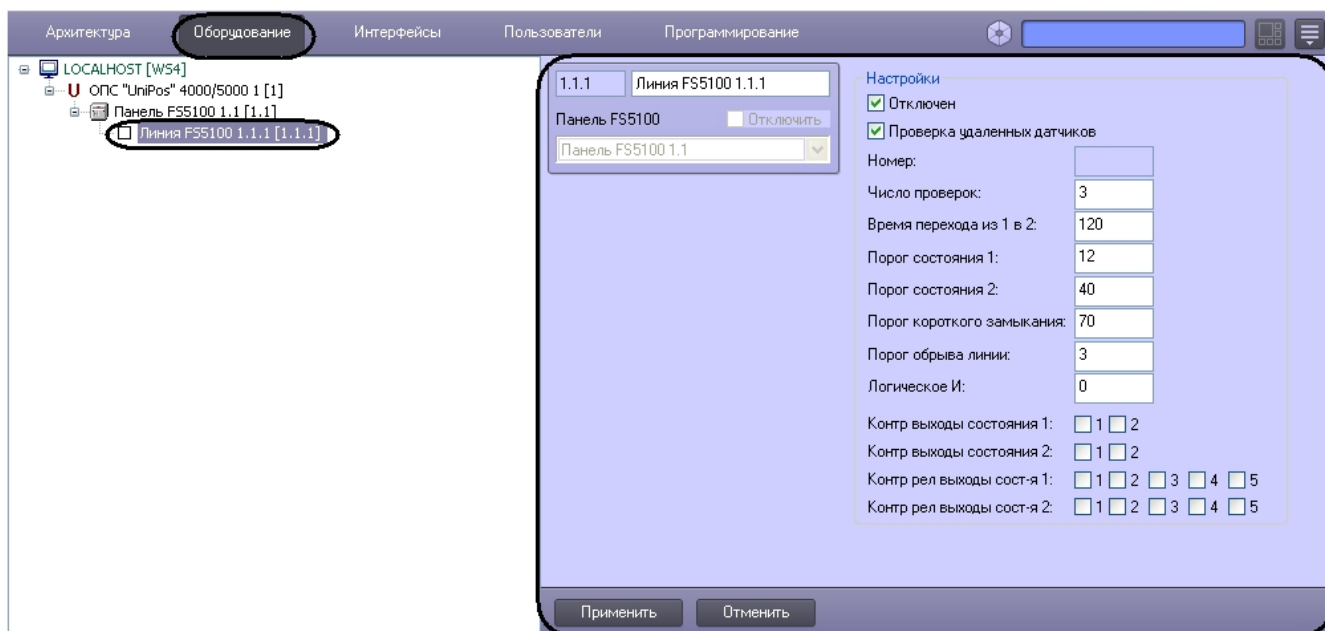 Архитектура Оборудование Интерфейсы Пользователи Программирование
LOCALHOST [WS4]
ОПС "UniPos" 4000/5000 1 [1]
Панель FS5100 1.1 [1.1]
Линия FS5100 1.1.1 [1.1.1]
1.1.1 Линия FS5100 1.1.1
Панель FS5100 Отключить
Панель FS5100 1.1
Настройки
Отключен
Проверка удаленных датчиков
Номер:
Число проверок: 3
Время перехода из 1 в 2: 120
Порог состояния 1: 12
Порог состояния 2: 40
Порог короткого замыкания: 70
Порог обрыва линии: 3
Логическое И: 0
Контр выходы состояния 1: 1 2
Контр выходы состояния 2: 1 2
Контр рел выходы сост-я 1: 1 2 3 4 5
Контр рел выходы сост-я 2: 1 2 3 4 5
Применить Отменить